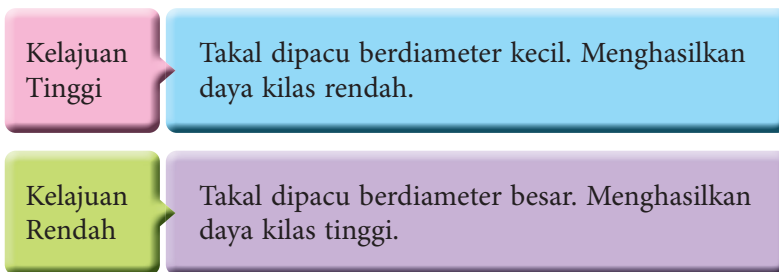 Kelajuan
Tinggi
Takal dipacu berdiameter kecil. Menghasilkan
daya kilas rendah.
Kelajuan
Rendah
Takal dipacu berdiameter besar. Menghasilkan
daya kilas tinggi.